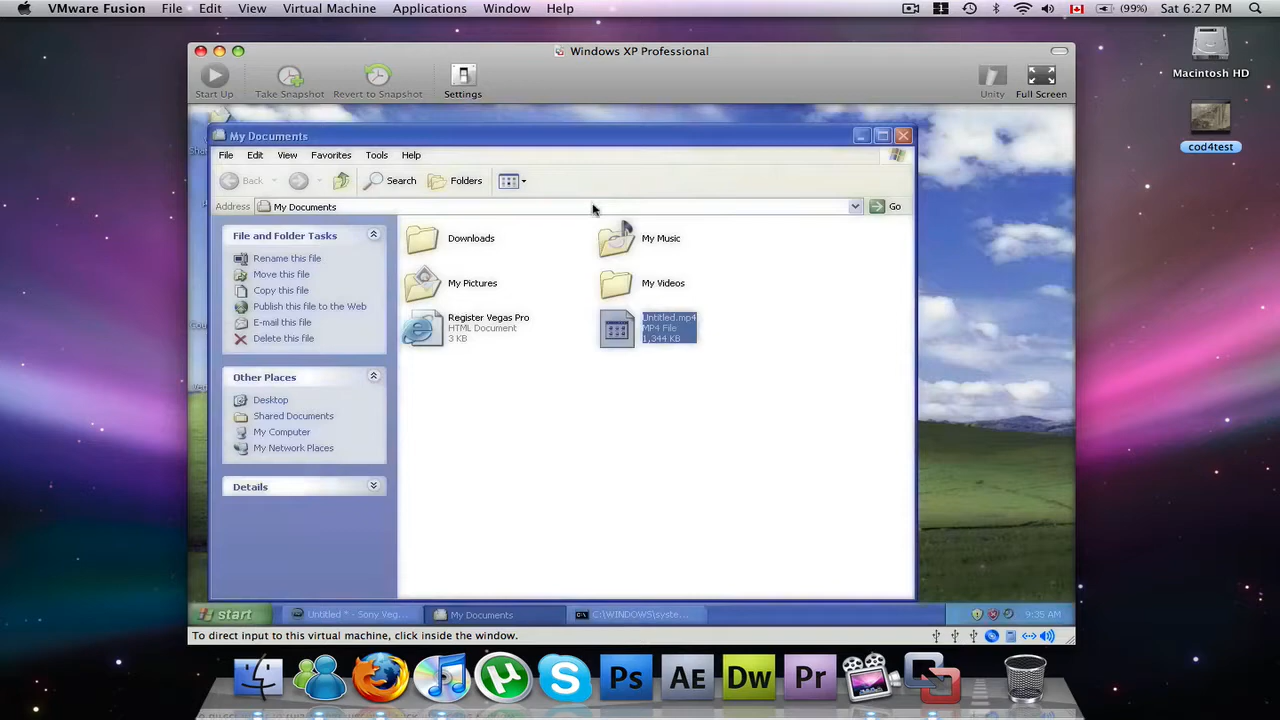 VMware Fusion File Edit View Virtual Machine Applications Window Help 1 (99%) Sat 6:27 PM
Windows XP Professional
Start Up Take Snapshot Revert to Snapshot Settings Unity Full Screen
Macintosh HD
cod4test
My Documents
File Edit View Favorites Tools Help
Back Search Folders
Address My Documents Go
File and Folder Tasks
Rename this file
Move this file
Copy this file
Publish this file to the Web
E-mail this file
Delete this file
Other Places
Desktop
Shared Documents
My Computer
My Network Places
Details
Downloads
My Music
My Pictures
My Videos
Register Vegas Pro
HTML Document
3 KB
Untitled.mp4
MP4 File
1,344 KB
start Untitled * - Sony Veg... My Documents C:\WINDOWS\syste... 9:35 AM
To direct input to this virtual machine, click inside the window.
Ps AE Dw Pr